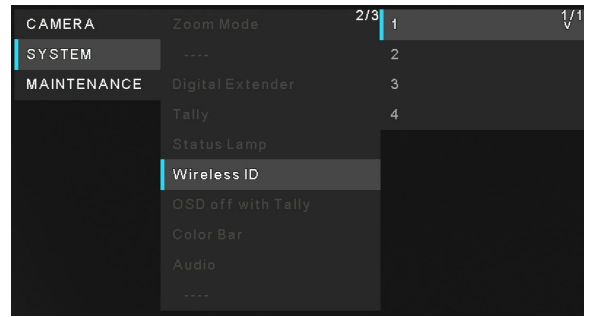 CAMERA
SYSTEM
MAINTENANCE
Zoom Mode 2/3
----
Digital Extender
Tally
Status Lamp
Wireless ID
OSD off with Tally
Color Bar
Audio
----
1 1/1
v
2
3
4